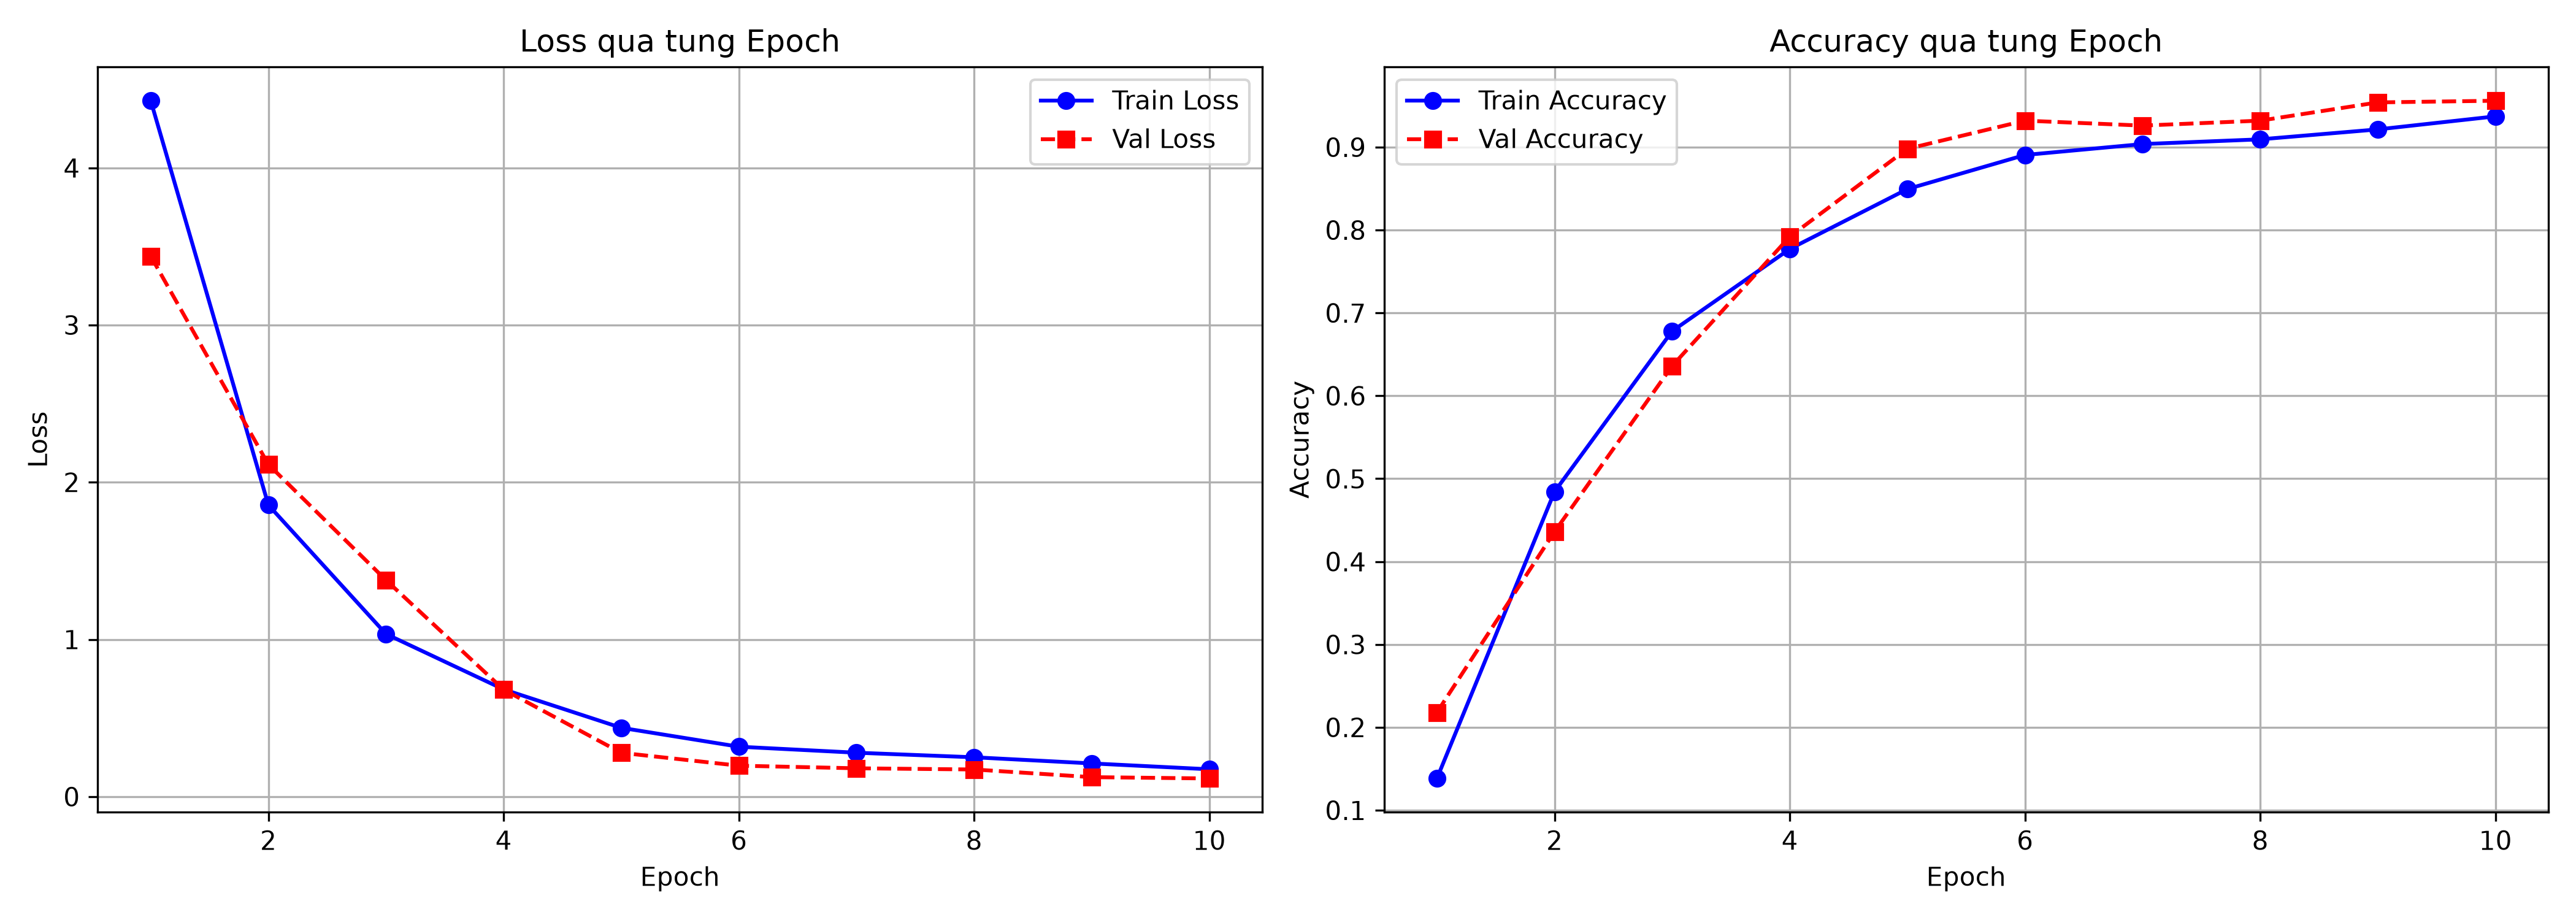 Loss qua tung Epoch
Train Loss
Val Loss
4
3
2
1
0
Loss
2 4 6 8 10
Epoch
Accuracy qua tung Epoch
Train Accuracy
Val Accuracy
0.9
0.8
0.7
0.6
0.5
0.4
0.3
0.2
0.1
Accuracy
2 4 6 8 10
Epoch